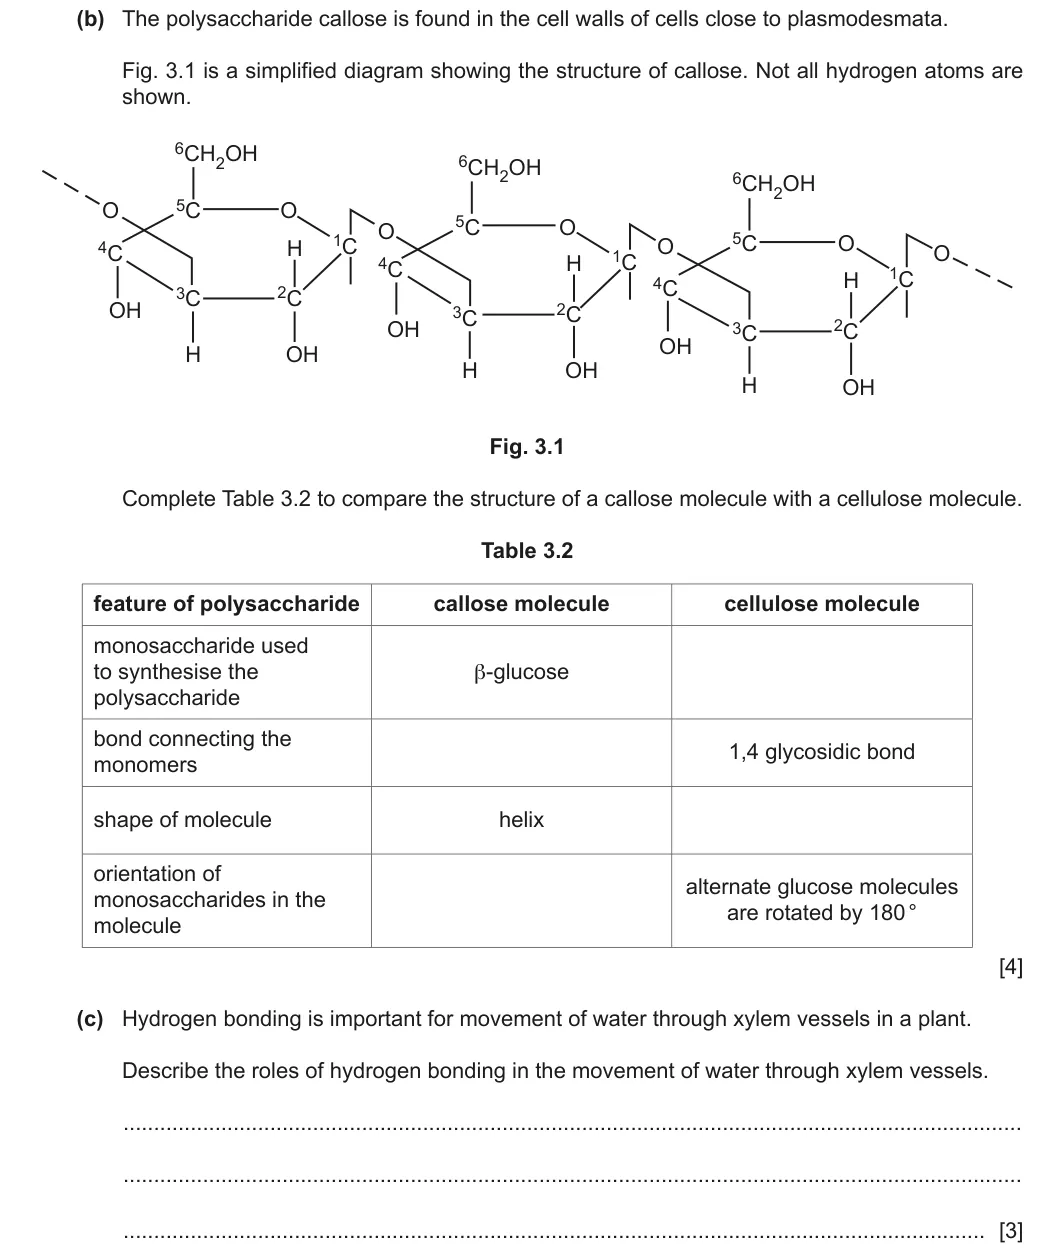 (b) The polysaccharide callose is found in the cell walls of cells close to plasmodesmata.
Fig. 3.1 is a simplified diagram showing the structure of callose. Not all hydrogen atoms are
shown.
⁶CH₂OH ⁶CH₂OH ⁶CH₂OH
O ⁵C O H ¹C ⁴C OH ³C H ²C OH
O ⁵C O H ¹C ⁴C OH ³C H ²C OH
O ⁵C O H ¹C ⁴C OH ³C H ²C OH O
Fig. 3.1
Complete Table 3.2 to compare the structure of a callose molecule with a cellulose molecule.
Table 3.2
feature of polysaccharide callose molecule cellulose molecule
monosaccharide used
to synthesise the β-glucose
polysaccharide
bond connecting the
monomers 1,4 glycosidic bond
shape of molecule helix
orientation of
monosaccharides in the alternate glucose molecules
molecule are rotated by 180°
[4]
(c) Hydrogen bonding is important for movement of water through xylem vessels in a plant.
Describe the roles of hydrogen bonding in the movement of water through xylem vessels.
[3]